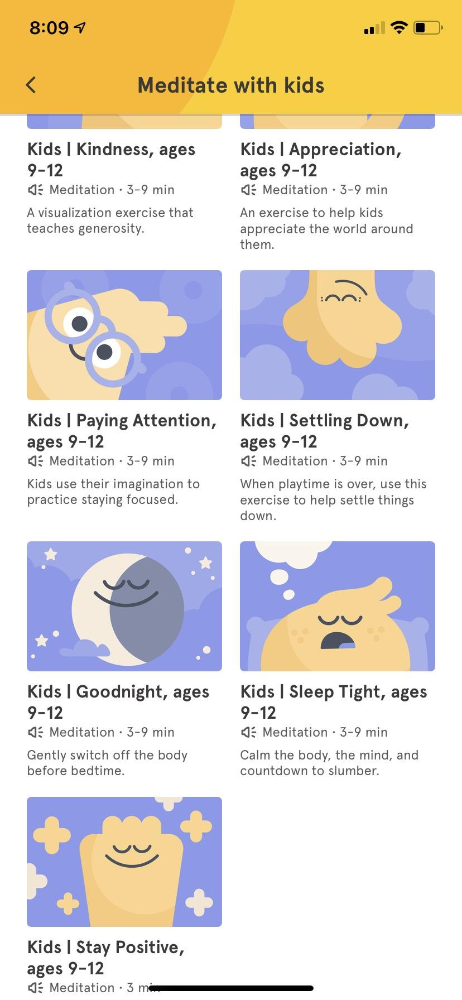 8:09
Meditate with kids
Kids | Kindness, ages
9-12
Meditation · 3-9 min
A visualization exercise that
teaches generosity.
Kids | Appreciation,
ages 9-12
Meditation · 3-9 min
An exercise to help kids
appreciate the world around
them.
Kids | Paying Attention,
ages 9-12
Meditation · 3-9 min
Kids use their imagination to
practice staying focused.
Kids | Settling Down,
ages 9-12
Meditation · 3-9 min
When playtime is over, use this
exercise to help settle things
down.
Kids | Goodnight, ages
9-12
Meditation · 3-9 min
Gently switch off the body
before bedtime.
Kids | Sleep Tight, ages
9-12
Meditation · 3-9 min
Calm the body, the mind, and
countdown to slumber.
Kids | Stay Positive,
ages 9-12
Meditation · 3 min